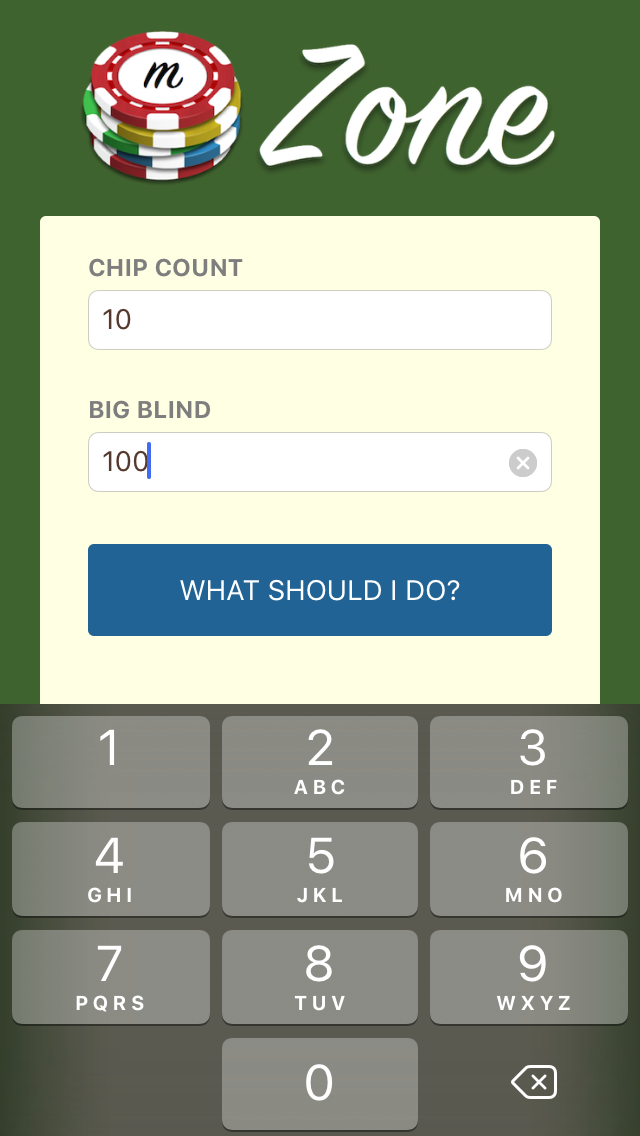 m Zone
CHIP COUNT
10
BIG BLIND
100
WHAT SHOULD I DO?
1 2 3
ABC DEF
4 5 6
GHI JKL MNO
7 8 9
PQRS TUV WXYZ
0